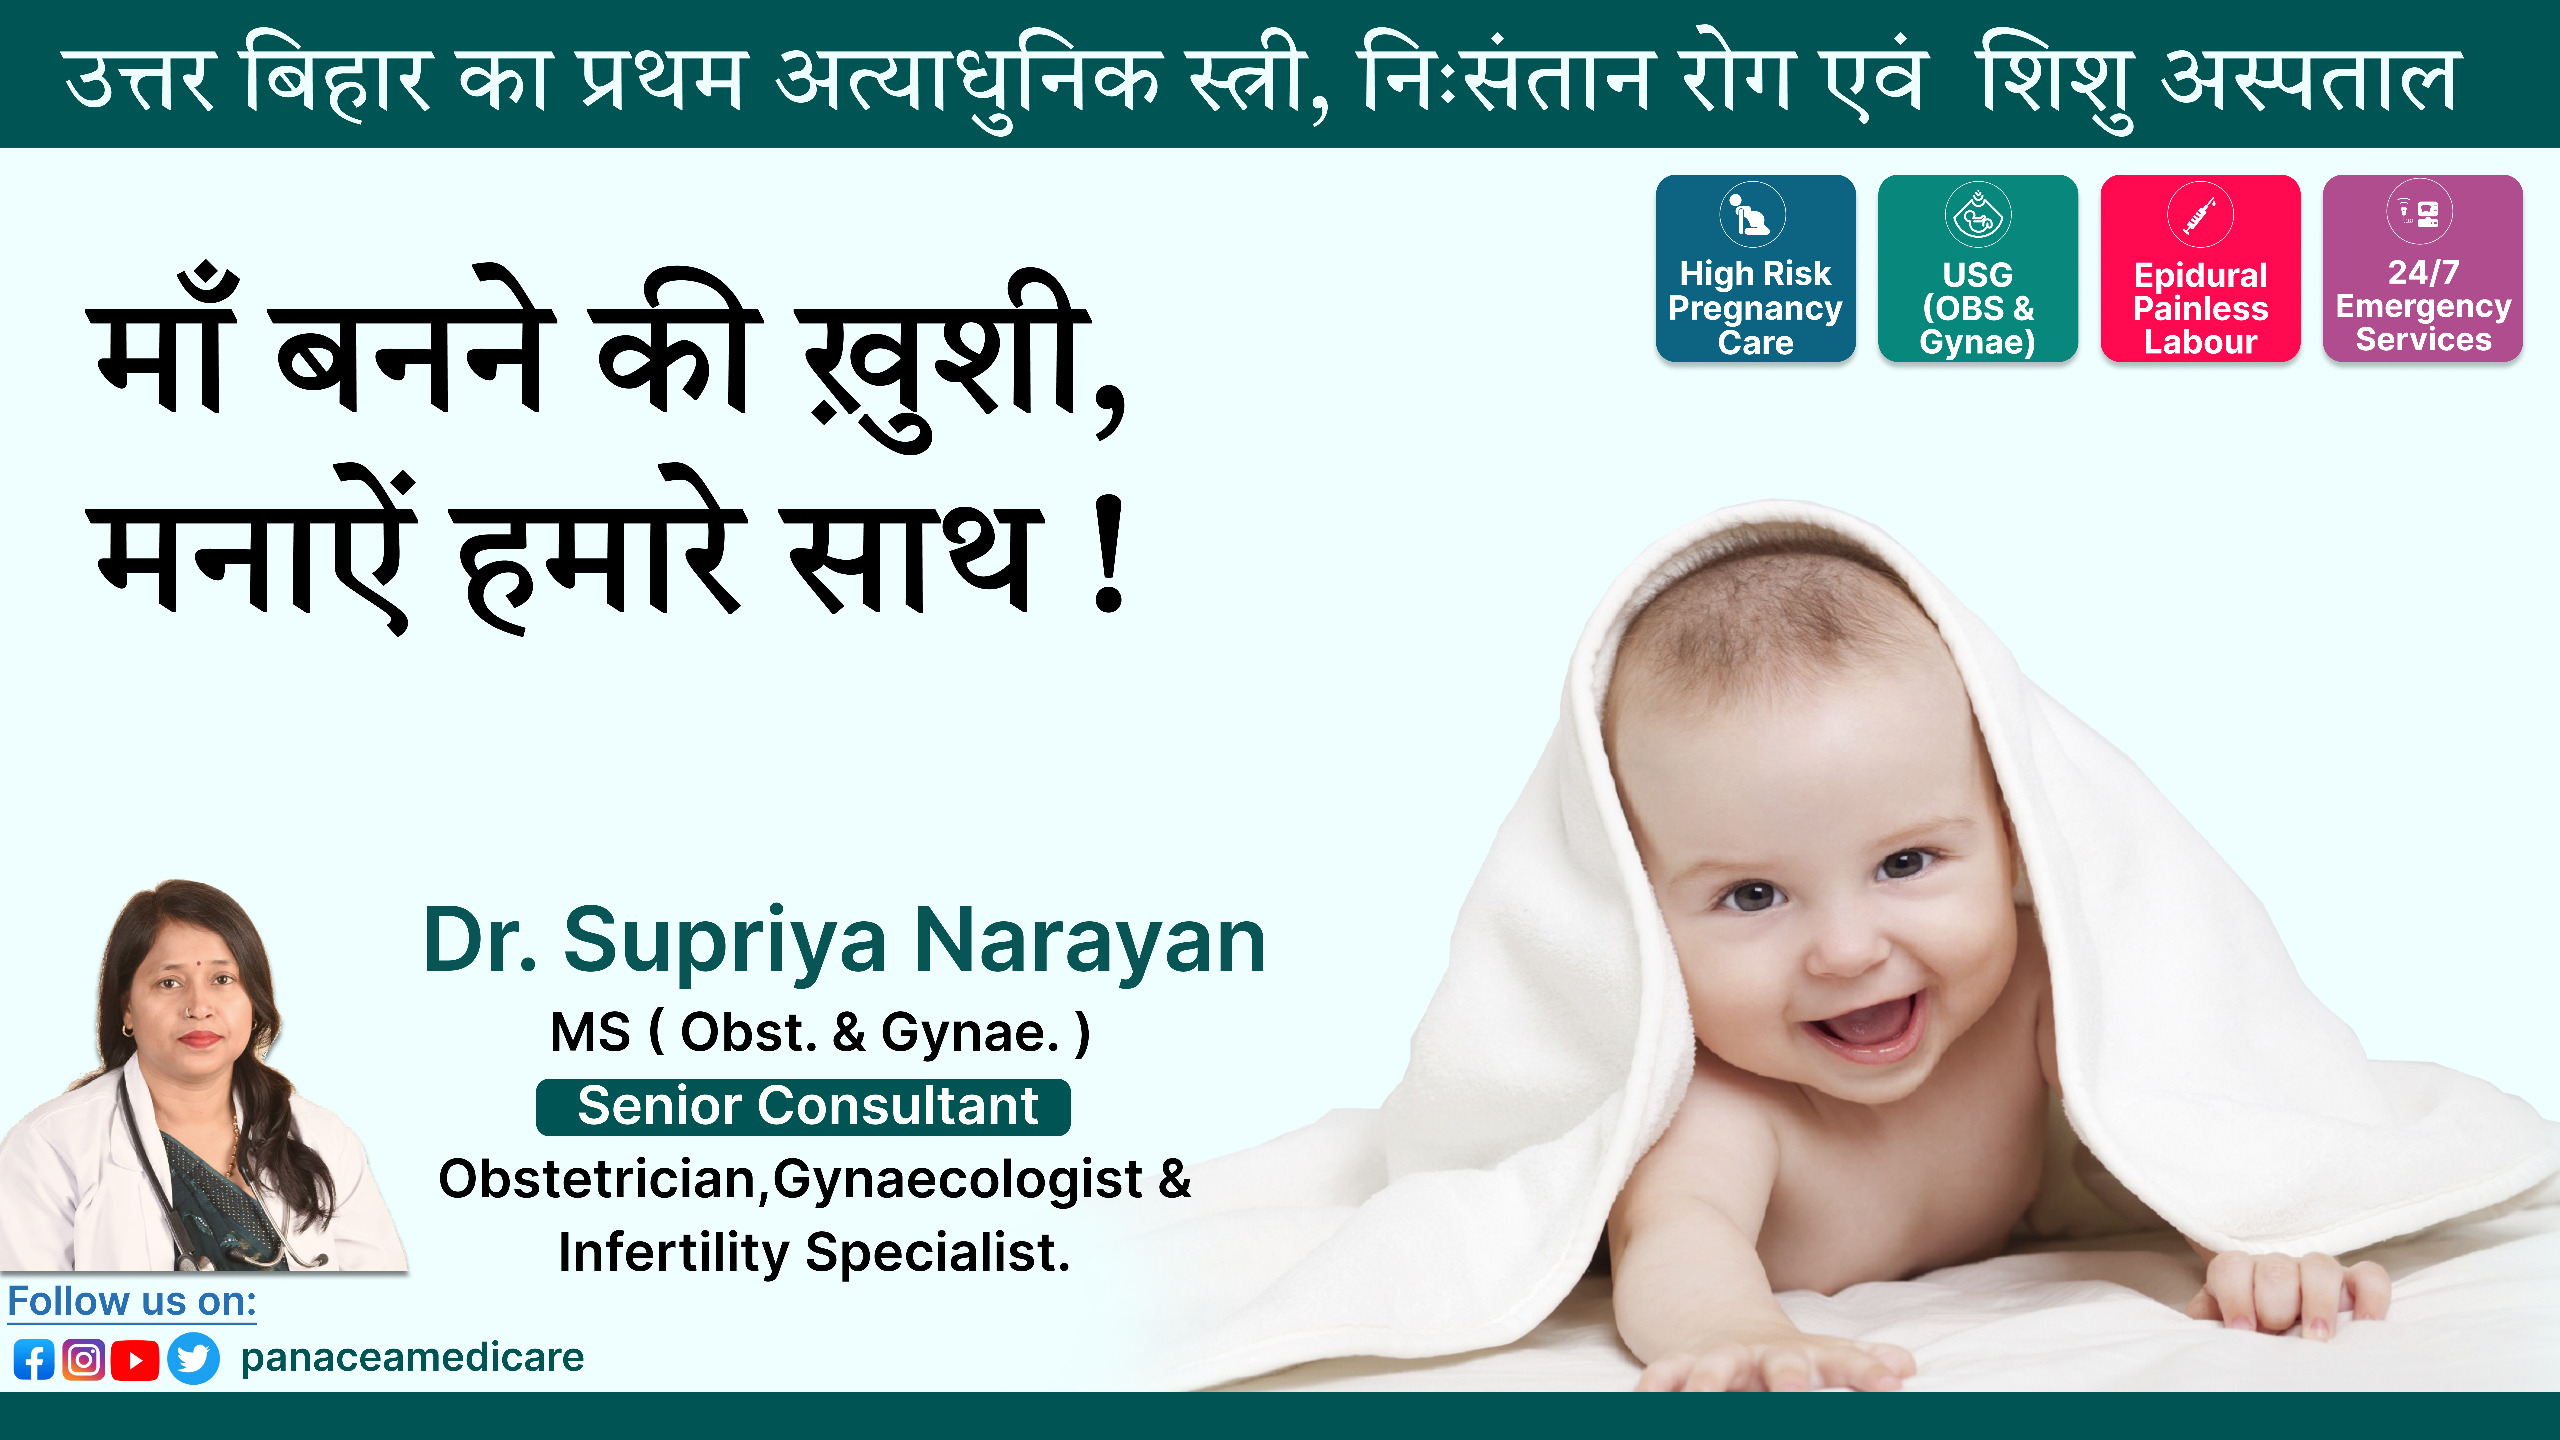 उत्तर बिहार का प्रथम अत्याधुनिक स्त्री, निःसंतान रोग एवं शिशु अस्पताल
माँ बनने की ख़ुशी,
मनाऐं हमारे साथ !
High Risk
Pregnancy
Care
USG
(OBS &
Gynae)
Epidural
Painless
Labour
24/7
Emergency
Services
Dr. Supriya Narayan
MS ( Obst. & Gynae. )
Senior Consultant
Obstetrician,Gynaecologist &
Infertility Specialist.
Follow us on:
panaceamedicare